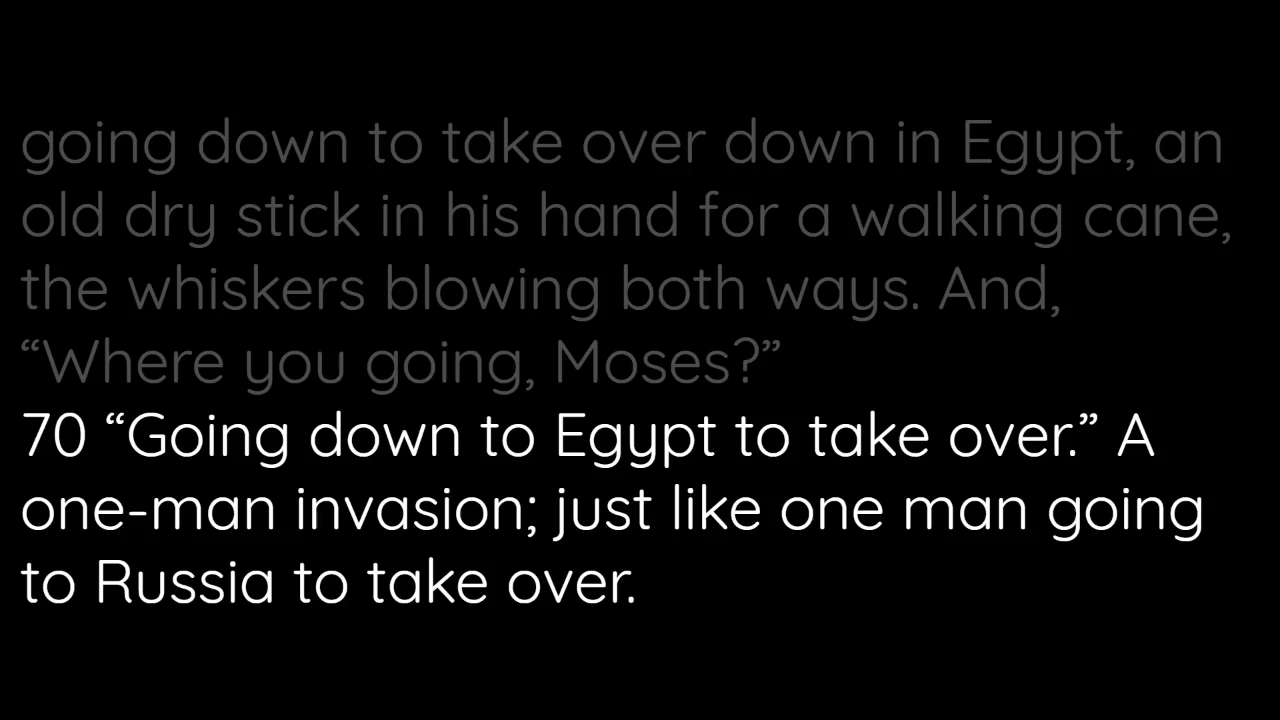 going down to take over down in Egypt, an
old dry stick in his hand for a walking cane,
the whiskers blowing both ways. And,
“Where you going, Moses?”
70 “Going down to Egypt to take over.” A
one-man invasion; just like one man going
to Russia to take over.